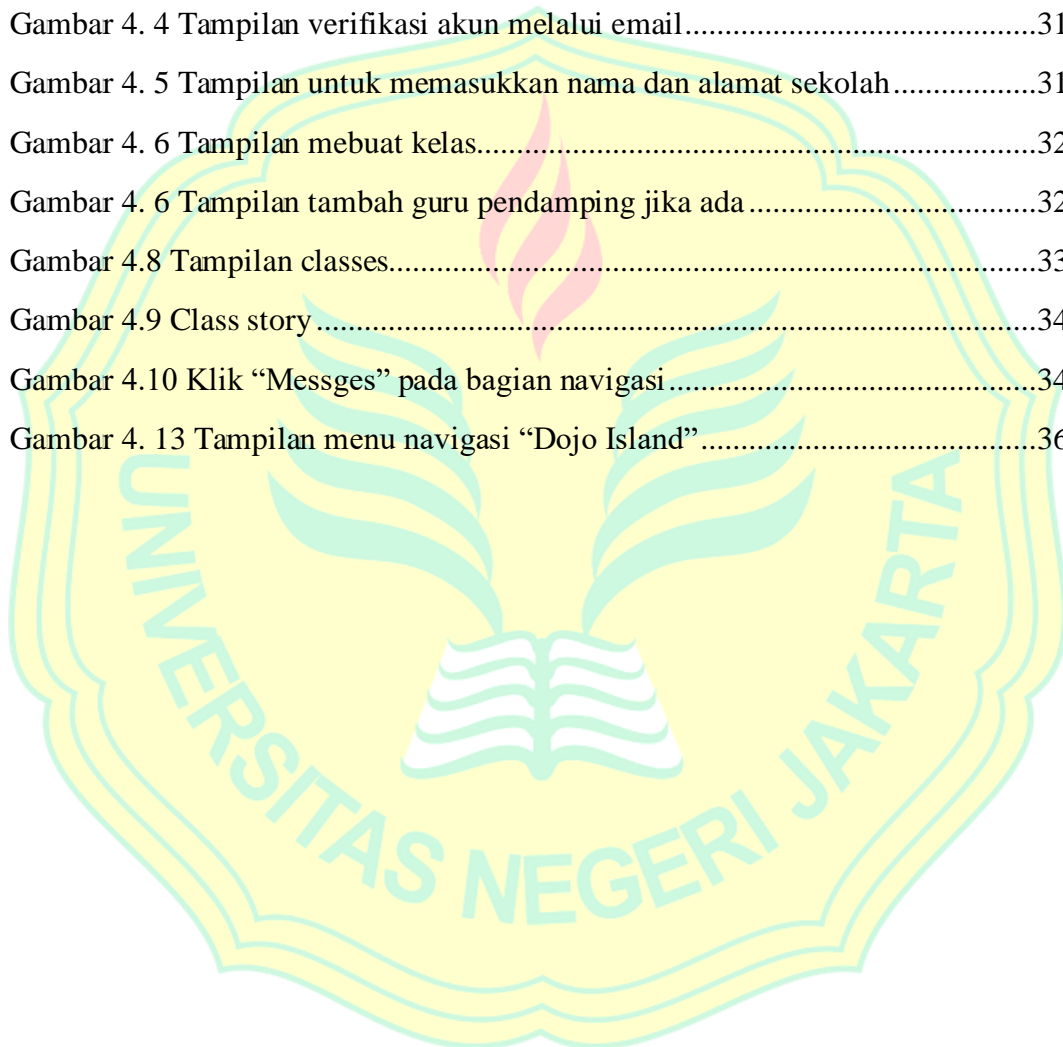 Gambar 4. 4 Tampilan verifikasi akun melalui email.......................................31
Gambar 4. 5 Tampilan untuk memasukkan nama dan alamat sekolah................31
Gambar 4. 6 Tampilan mebuat kelas..............................................................32
Gambar 4. 6 Tampilan tambah guru pendamping jika ada................................32
Gambar 4.8 Tampilan classes........................................................................33
Gambar 4.9 Class story................................................................................34
Gambar 4.10 Klik “Messges” pada bagian navigasi.........................................34
Gambar 4. 13 Tampilan menu navigasi “Dojo Island”.....................................36
UNIVERSITAS NEGERI JAKARTA